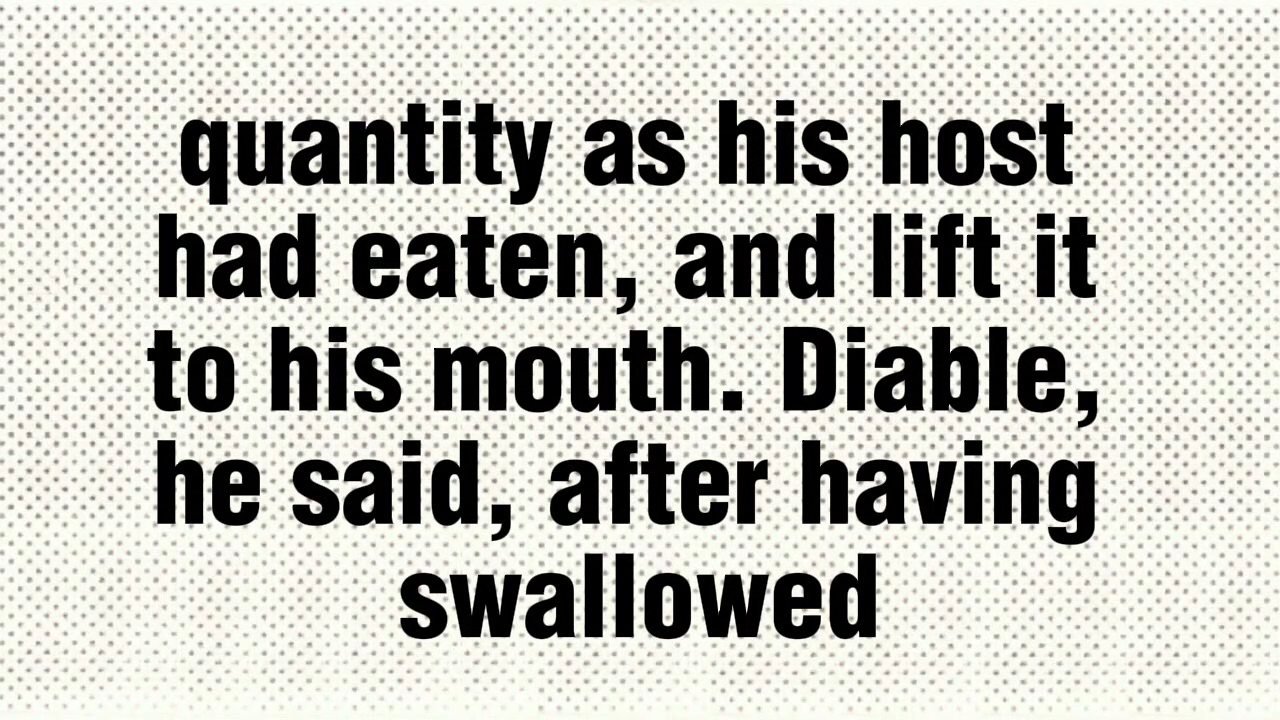 quantity as his host
had eaten, and lift it
to his mouth. Diable,
he said, after having
swallowed